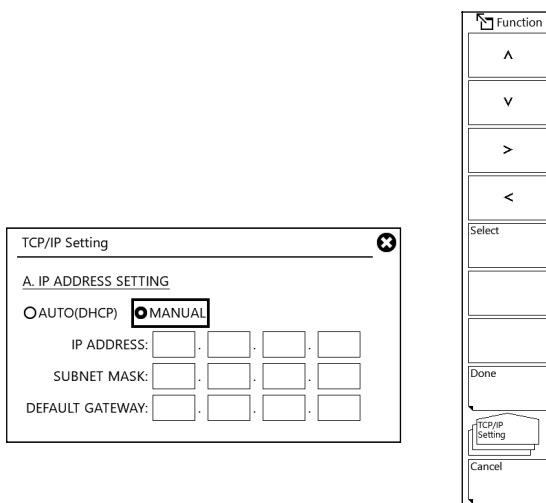 Function
TCP/IP Setting
A. IP ADDRESS SETTING
AUTO(DHCP) MANUAL
IP ADDRESS: . . .
SUBNET MASK: . . .
DEFAULT GATEWAY: . . .
∧
∨
>
<
Select
Done
TCP/IP
Setting
Cancel